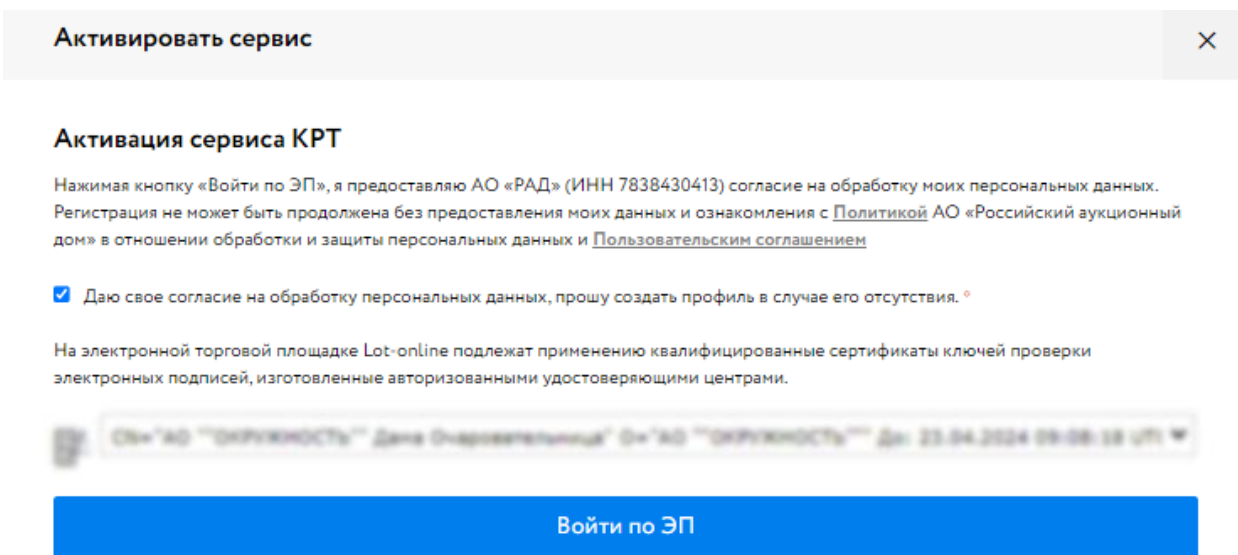 Активировать сервис
Активация сервиса КРТ
Нажимая кнопку «Войти по ЭП», я предоставляю АО «РАД» (ИНН 7838430413) согласие на обработку моих персональных данных.
Регистрация не может быть продолжена без предоставления моих данных и ознакомления с Политикой АО «Российский аукционный
дом» в отношении обработки и защиты персональных данных и Пользовательским соглашением
Даю свое согласие на обработку персональных данных, прошу создать профиль в случае его отсутствия. *
На электронной торговой площадке Lot-online подлежат применению квалифицированные сертификаты ключей проверки
электронных подписей, изготовленные авторизованными удостоверяющими центрами.
Войти по ЭП